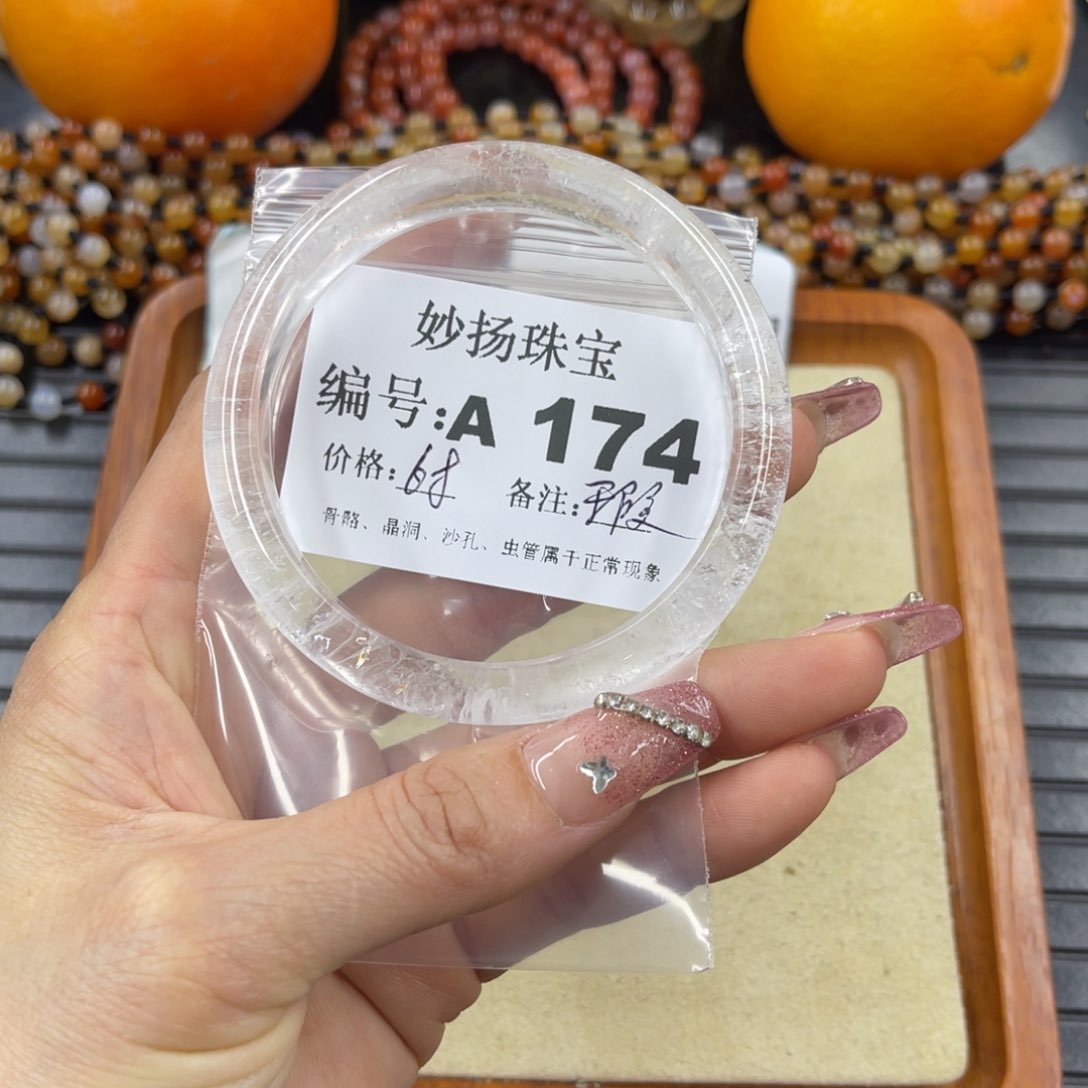 妙扬珠宝
编号:A 174
价格: 备注:
骨骼、晶洞、沙孔、虫管属于正常现象